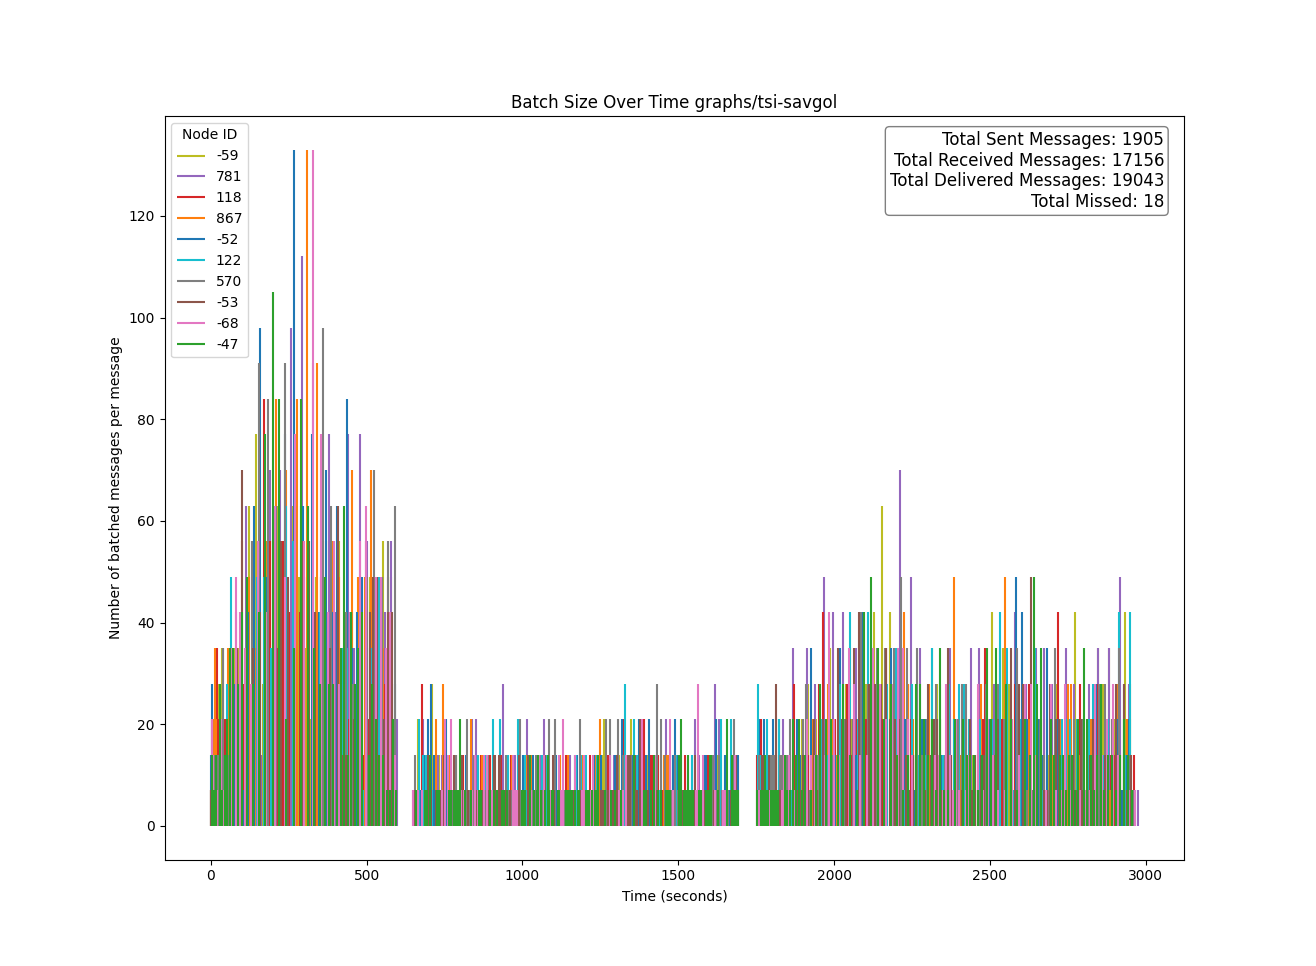 Batch Size Over Time graphs/tsi-savgol
Node ID
-59
781
118
867
-52
122
570
-53
-68
-47
Total Sent Messages: 1905
Total Received Messages: 17156
Total Delivered Messages: 19043
Total Missed: 18
Number of batched messages per message
120
100
80
60
40
20
0
0 500 1000 1500 2000 2500 3000
Time (seconds)